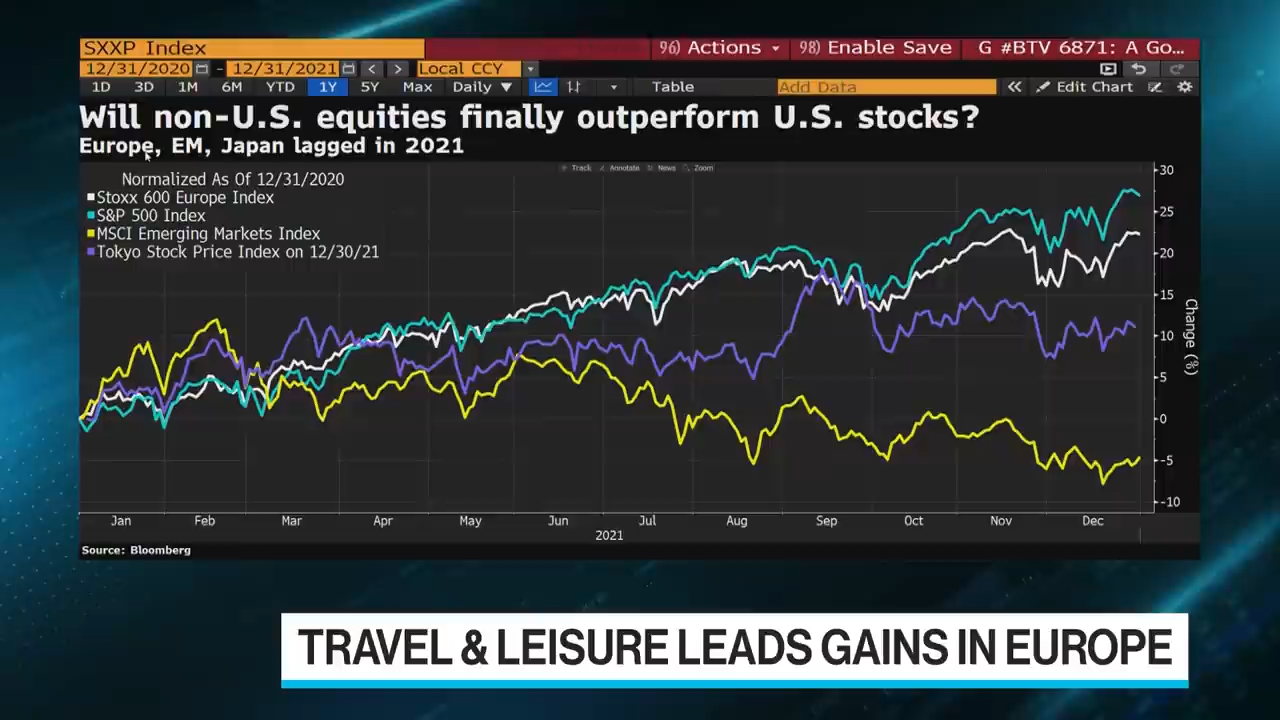 SXXP Index
96) Actions
98) Enable Save
G #BTV 6871: A Go...
12/31/2020 - 12/31/2021 < > Local CCY
1D 3D 1M 6M YTD 1Y 5Y Max Daily ▼ Table Add Data « Edit Chart
Will non-U.S. equities finally outperform U.S. stocks?
Europe, EM, Japan lagged in 2021
Track Annotate News Zoom
Normalized As Of 12/31/2020
Stoxx 600 Europe Index
S&P 500 Index
MSCI Emerging Markets Index
Tokyo Stock Price Index on 12/30/21
30
25
20
15
10
5
0
-5
-10
Change (%)
Jan Feb Mar Apr May Jun Jul Aug Sep Oct Nov Dec
2021
Source: Bloomberg
TRAVEL & LEISURE LEADS GAINS IN EUROPE